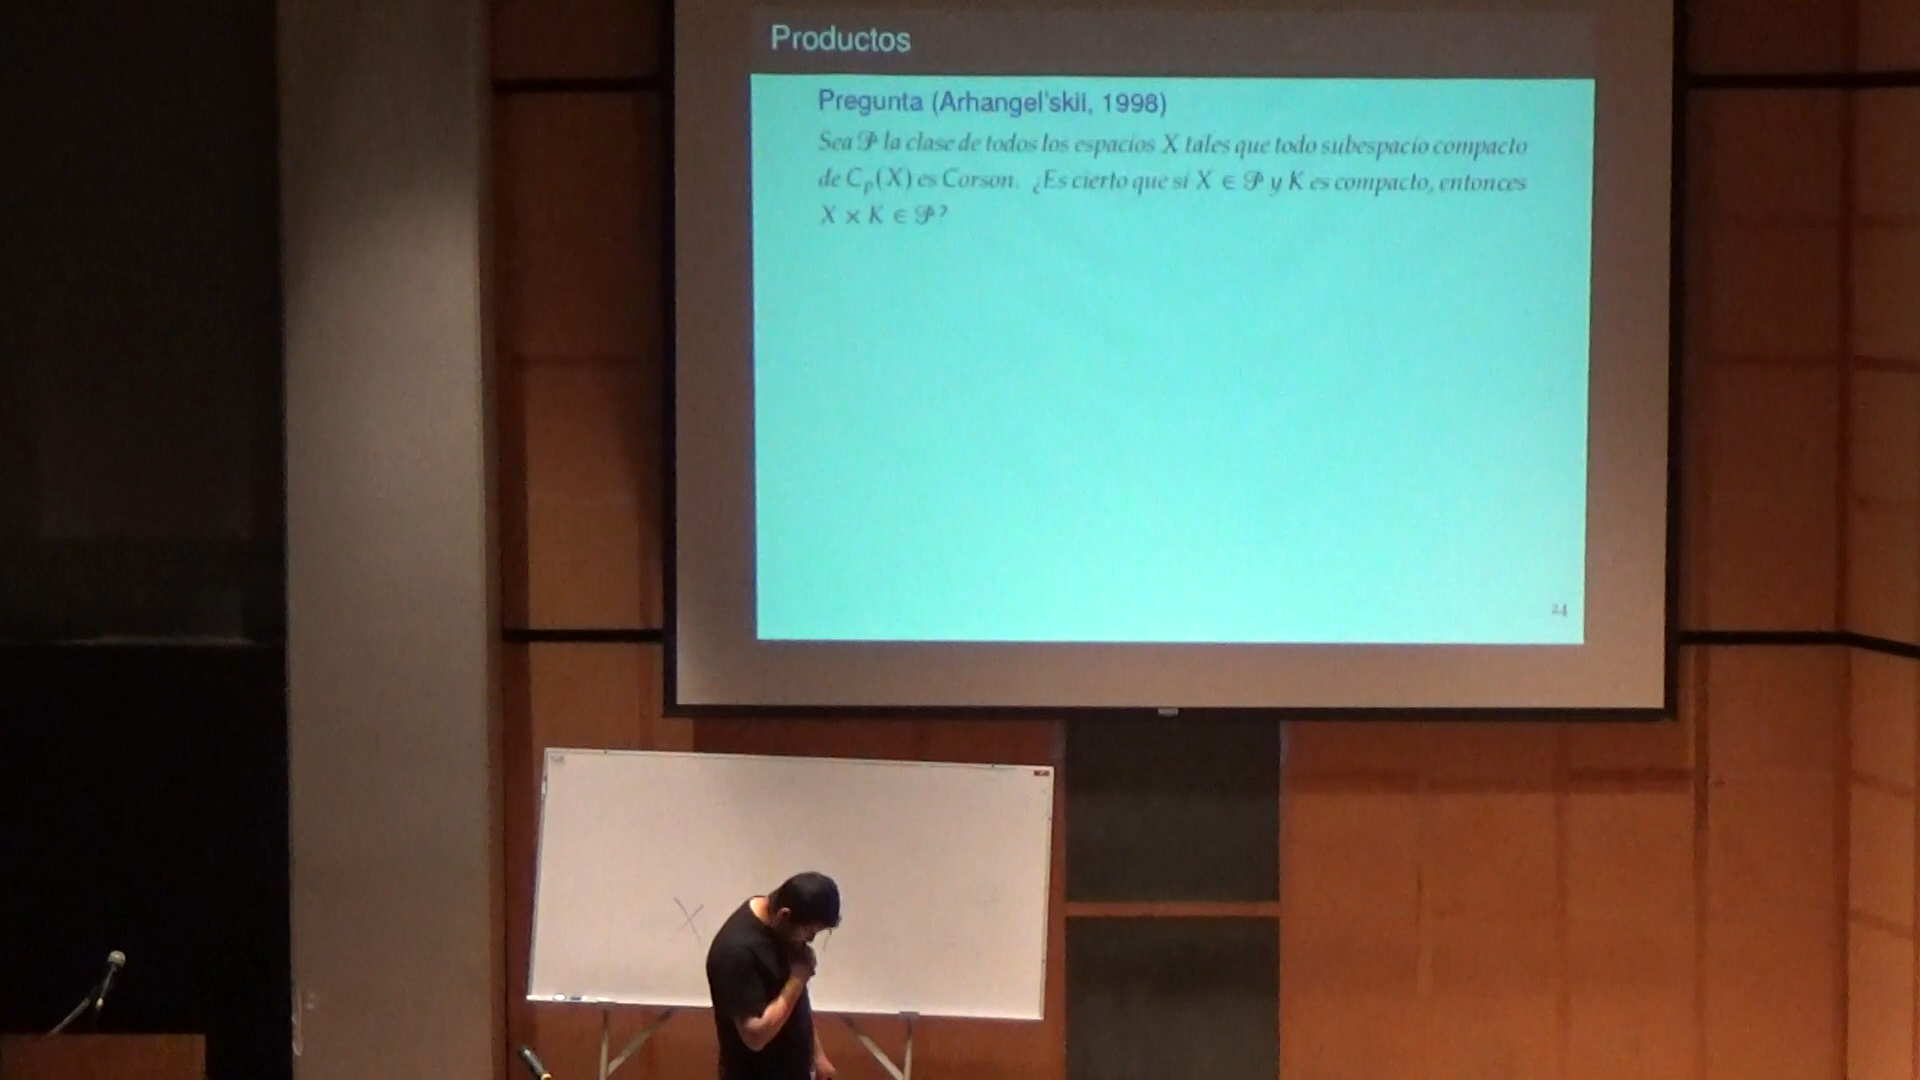 Productos
Pregunta (Arhangel'skii, 1998)
Sea 𝒫 la clase de todos los espacios X tales que todo subespacio compacto
de Cₚ(X) es Corson. ¿Es cierto que si X ∈ 𝒫 y K es compacto, entonces
X × K ∈ 𝒫?
24
X